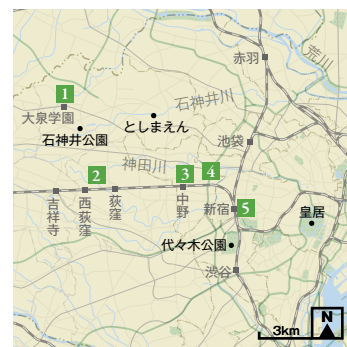 赤羽
荒川
1
石神井川
大泉学園
としまえん
石神井公園
池袋
神田川
2
3
4
吉祥寺
西荻窪
荻窪
中野
新宿
5
皇居
代々木公園
渋谷
N
3km